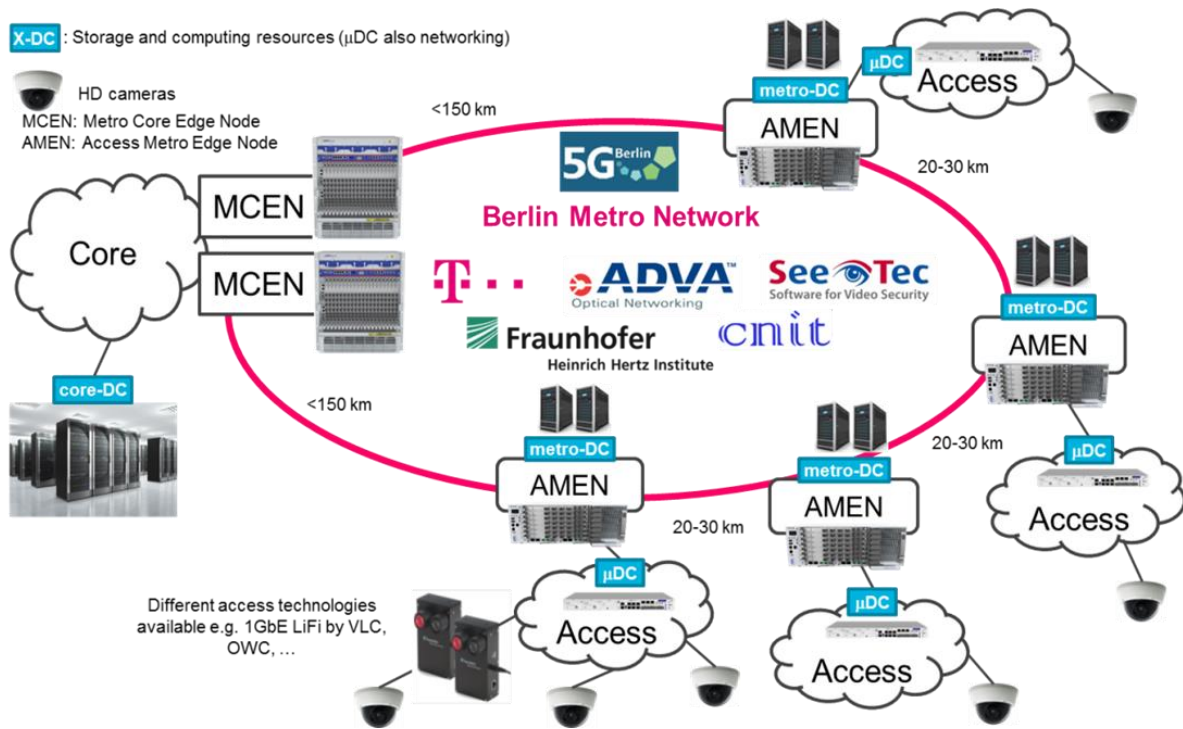 X-DC : Storage and computing resources (µDC also networking)
HD cameras
MCEN: Metro Core Edge Node
AMEN: Access Metro Edge Node
<150 km
metro-DC
µDC
Access
AMEN
20-30 km
5G Berlin
Berlin Metro Network
MCEN
Core
MCEN
T
ADVA™
Optical Networking
SeeTec
Software for Video Security
Fraunhofer
Heinrich Hertz Institute
cnit
metro-DC
AMEN
core-DC
<150 km
20-30 km
metro-DC
AMEN
metro-DC
AMEN
µDC
Access
20-30 km
Different access technologies
available e.g. 1GbE LiFi by VLC,
OWC, ...
µDC
Access
µDC
Access